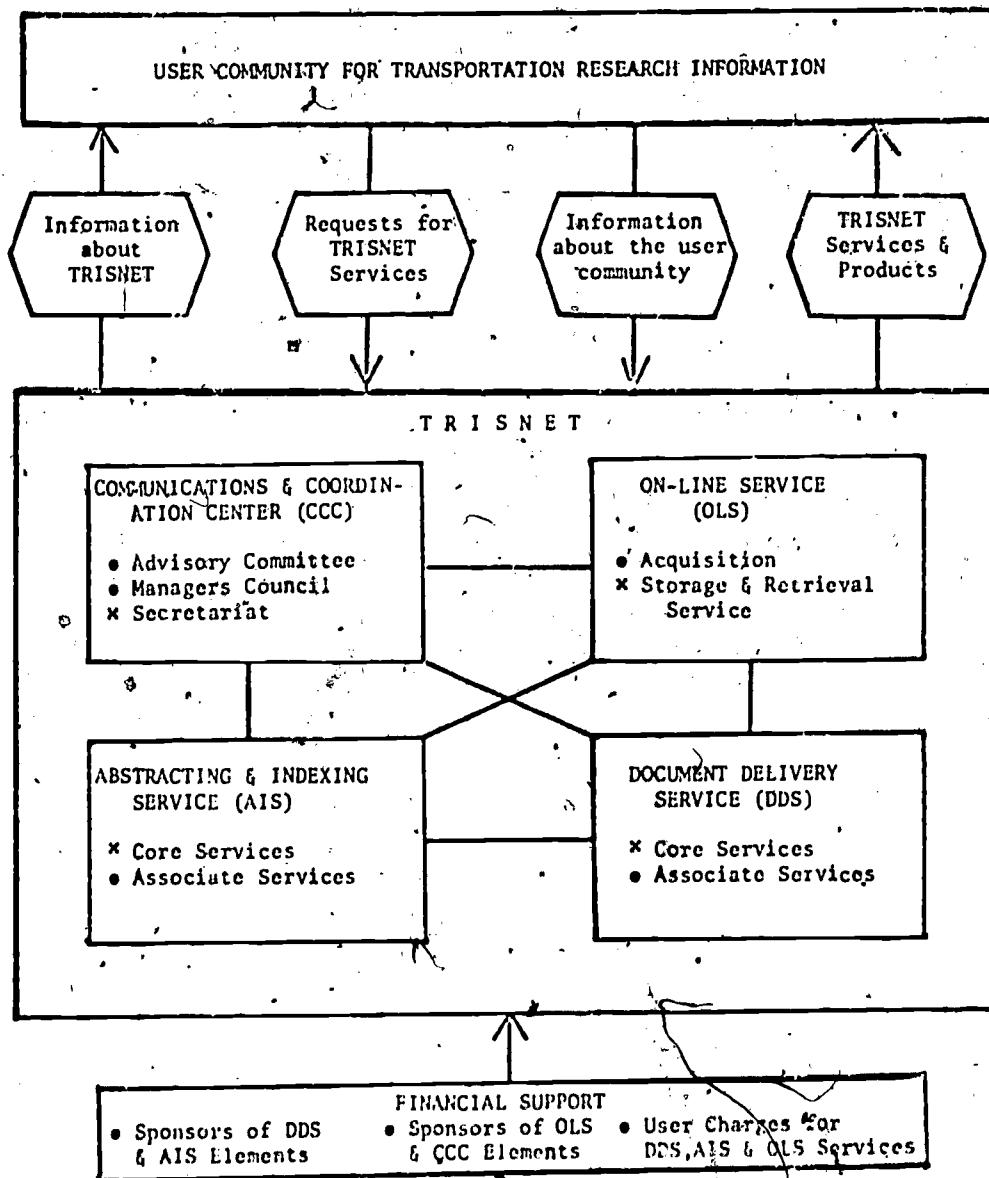 USER COMMUNITY FOR TRANSPORTATION RESEARCH INFORMATION
Information
about
TRISNET
Requests for
TRISNET
Services
Information
about the user
community
TRISNET
Services &
Products
TRISNET
COMMUNICATIONS & COORDIN-
ATION CENTER (CCC)
• Advisory Committee
• Managers Council
x Secretariat
ON-LINE SERVICE
(OLS)
• Acquisition
x Storage & Retrieval
Service
ABSTRACTING & INDEXING
SERVICE (AIS)
x Core Services
• Associate Services
DOCUMENT DELIVERY
SERVICE (DDS)
x Core Services
• Associate Services
FINANCIAL SUPPORT
• Sponsors of DDS
& AIS Elements
• Sponsors of OLS
& CCC Elements
• User Charges for
DDS, AIS & OLS Services